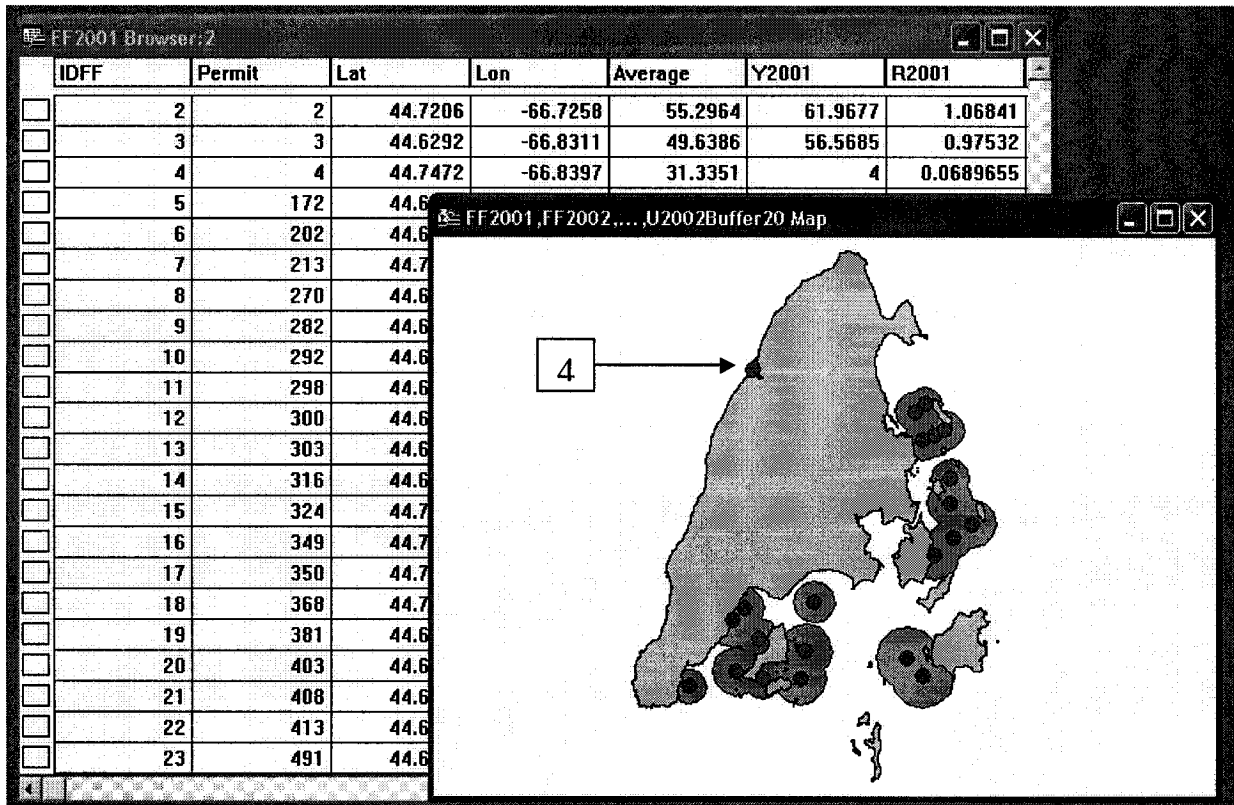 FF2001 Browser:2
IDFF Permit Lat Lon Average Y2001 R2001
2 2 44.7206 -66.7258 55.2964 61.9677 1.06841
3 3 44.6292 -66.8311 49.6386 56.5685 0.97532
4 4 44.7472 -66.8397 31.3351 4 0.0689655
5 172 44.6
6 202 44.6
7 213 44.7
8 270 44.6
9 282 44.6
10 292 44.6
11 298 44.6
12 300 44.6
13 303 44.6
14 316 44.6
15 324 44.7
16 349 44.7
17 350 44.7
18 368 44.7
19 381 44.6
20 403 44.6
21 408 44.6
22 413 44.6
23 491 44.6
FF2001,FF2002,...,U2002Buffer20 Map
4